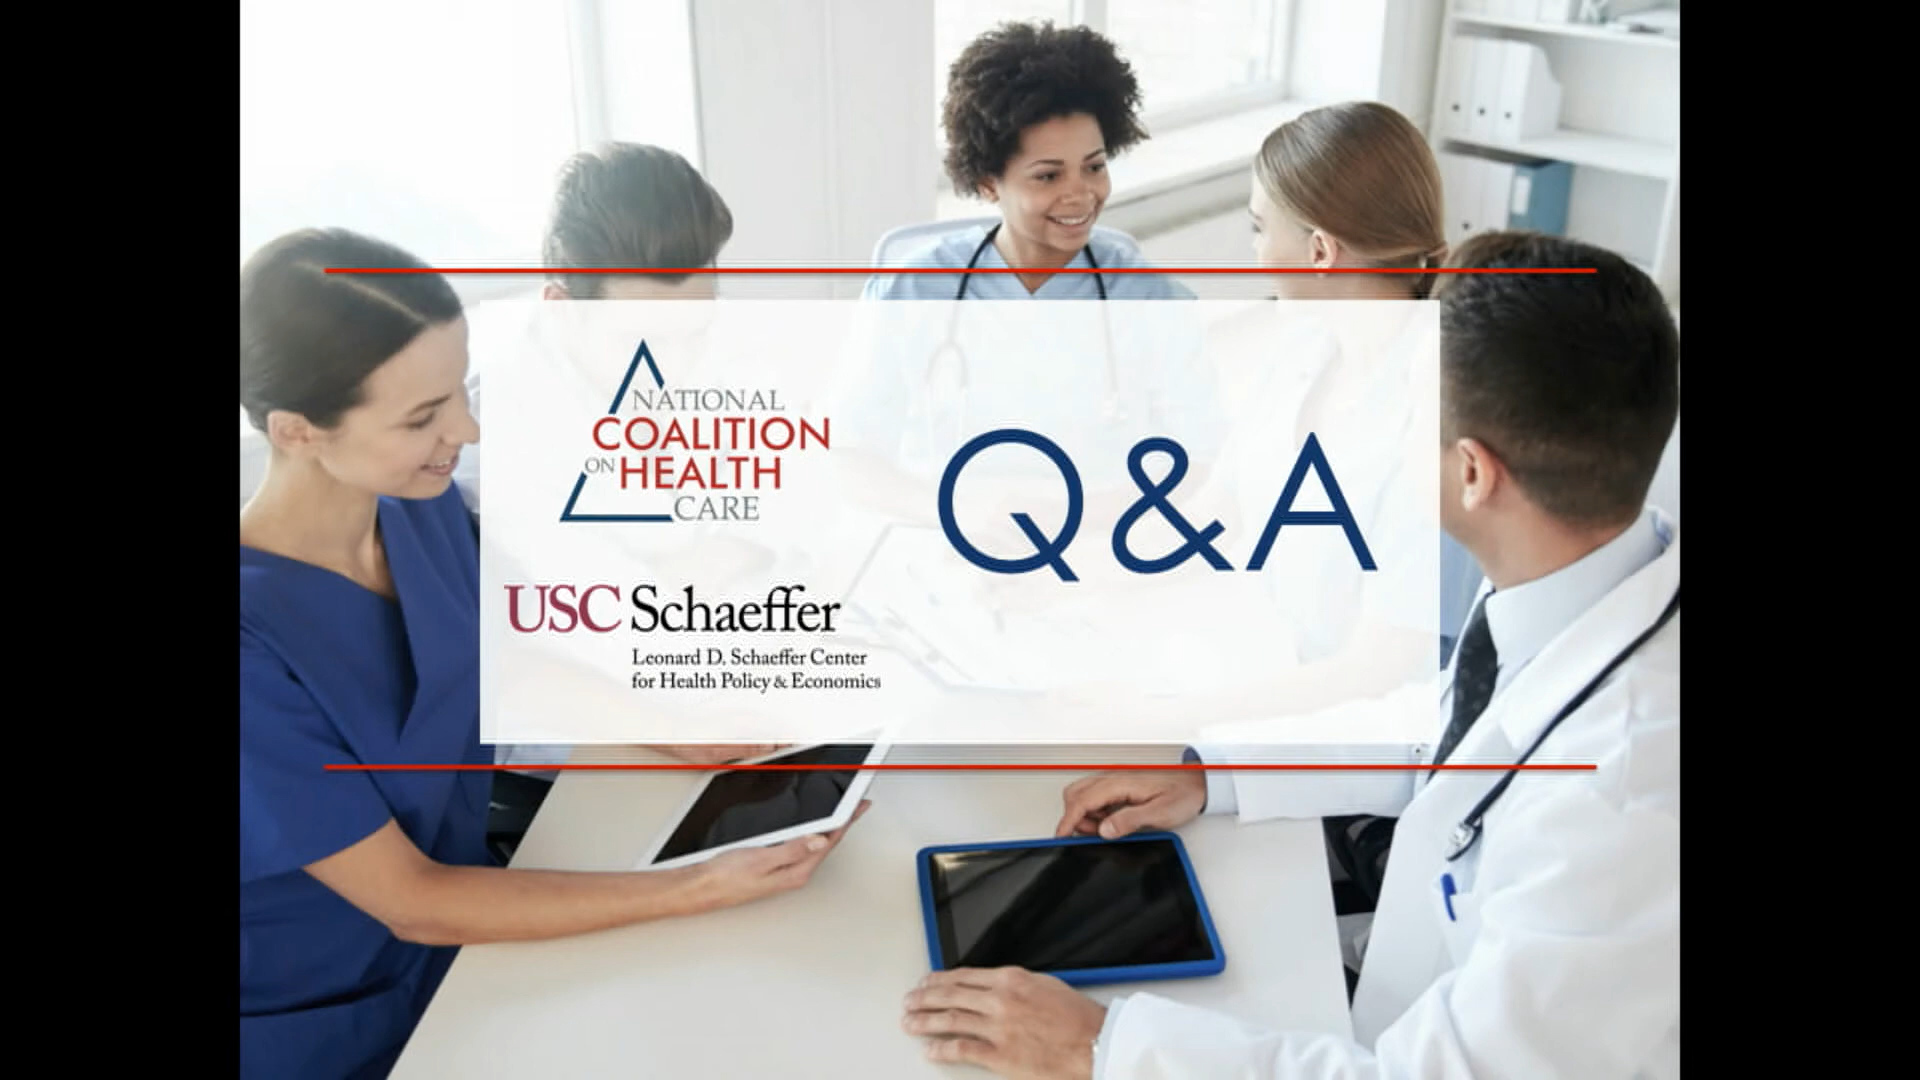 NATIONAL
COALITION
ON HEALTH
CARE
USC Schaeffer
Leonard D. Schaeffer Center
for Health Policy & Economics
Q&A